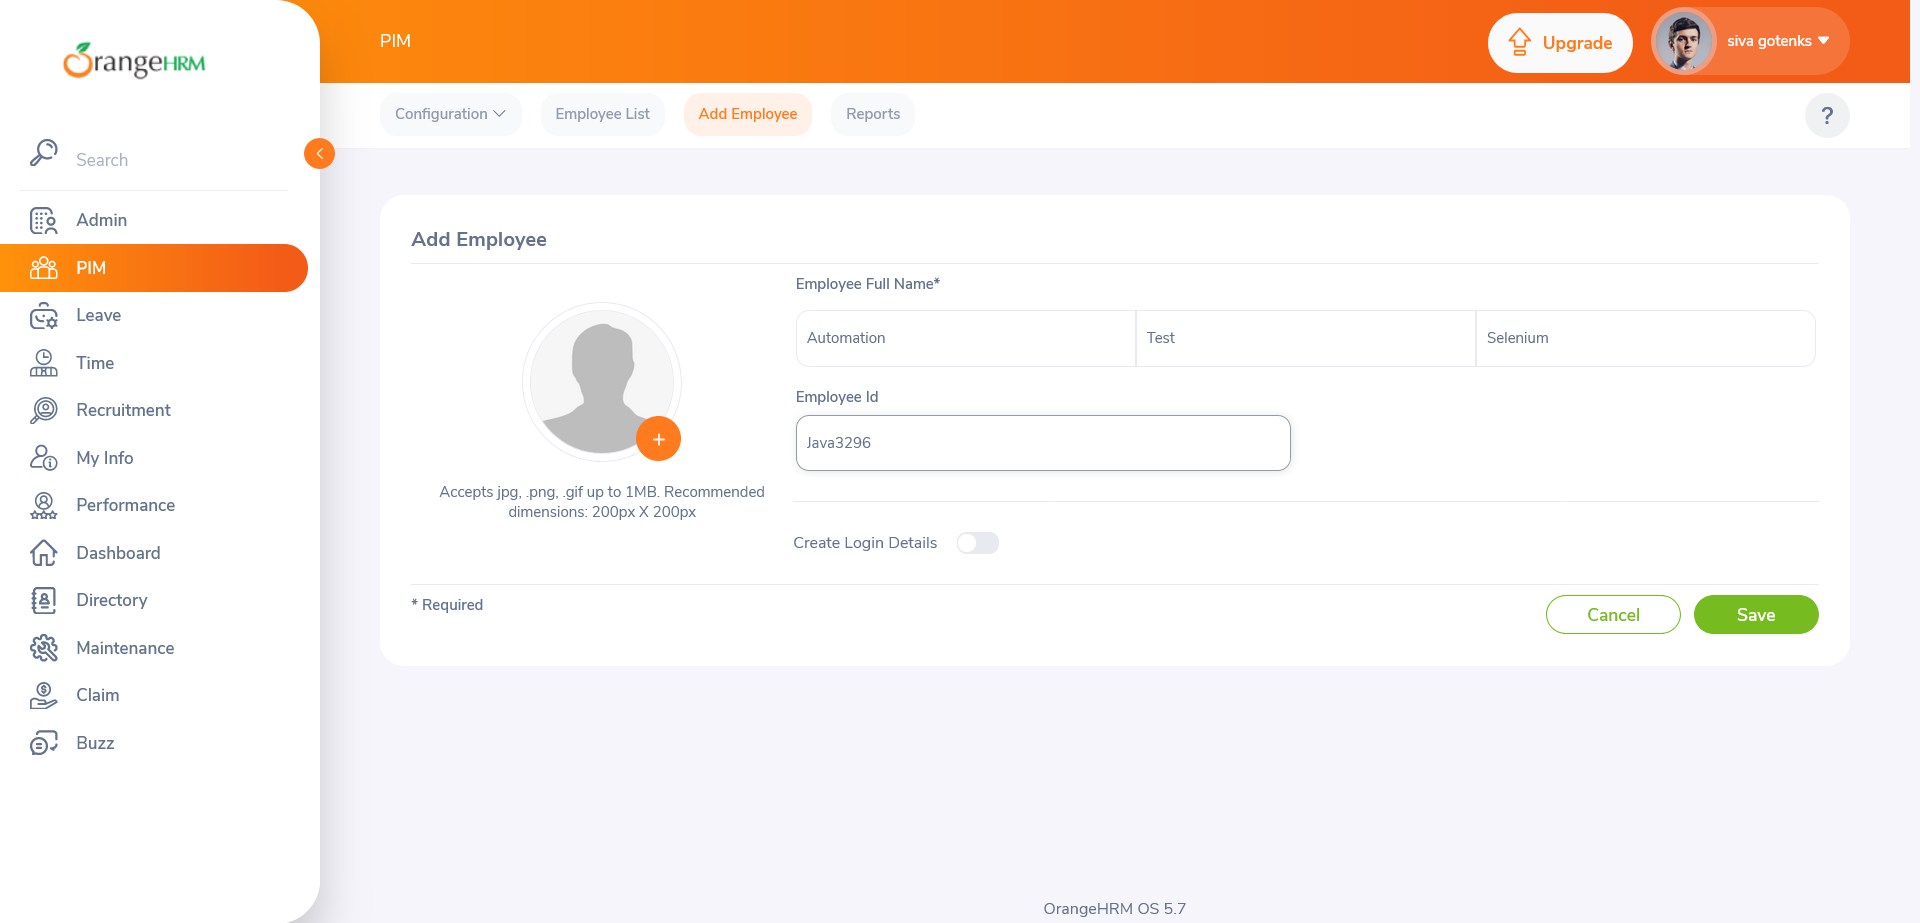 OrangeHRM
PIM
Upgrade
siva gotenks
Configuration
Employee List
Add Employee
Reports
?
Search
Admin
PIM
Leave
Time
Recruitment
My Info
Performance
Dashboard
Directory
Maintenance
Claim
Buzz
Add Employee
Employee Full Name*
Automation
Test
Selenium
Employee Id
Java3296
Accepts jpg, .png, .gif up to 1MB. Recommended
dimensions: 200px X 200px
Create Login Details
* Required
Cancel
Save
OrangeHRM OS 5.7